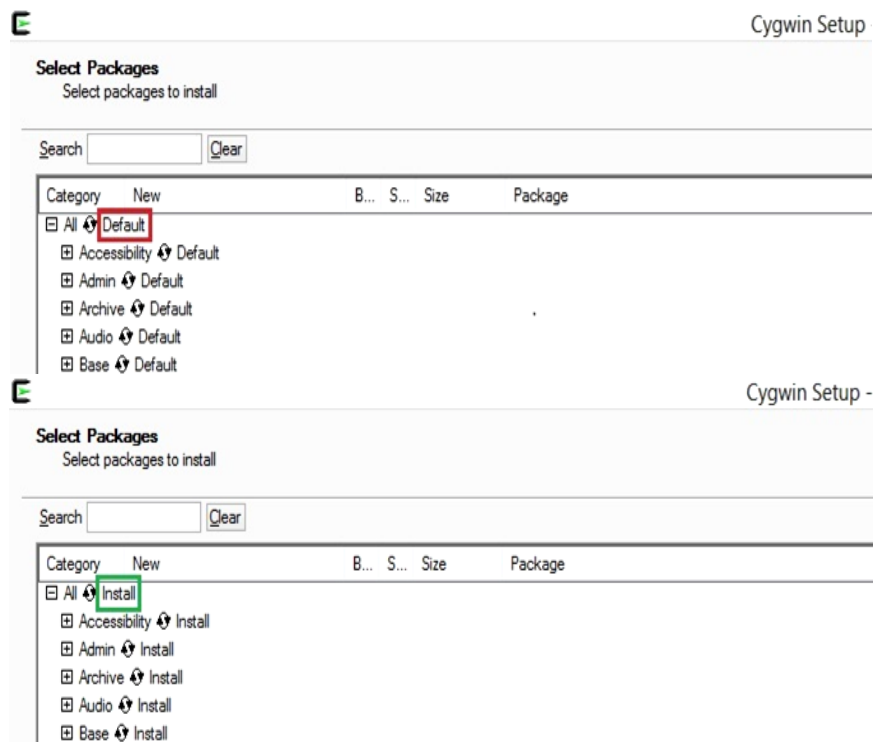 Cygwin Setup -
Select Packages
Select packages to install
Search Clear
Category New B... S... Size Package
All Default
Accessibility Default
Admin Default
Archive Default
Audio Default
Base Default
Cygwin Setup -
Select Packages
Select packages to install
Search Clear
Category New B... S... Size Package
All Install
Accessibility Install
Admin Install
Archive Install
Audio Install
Base Install